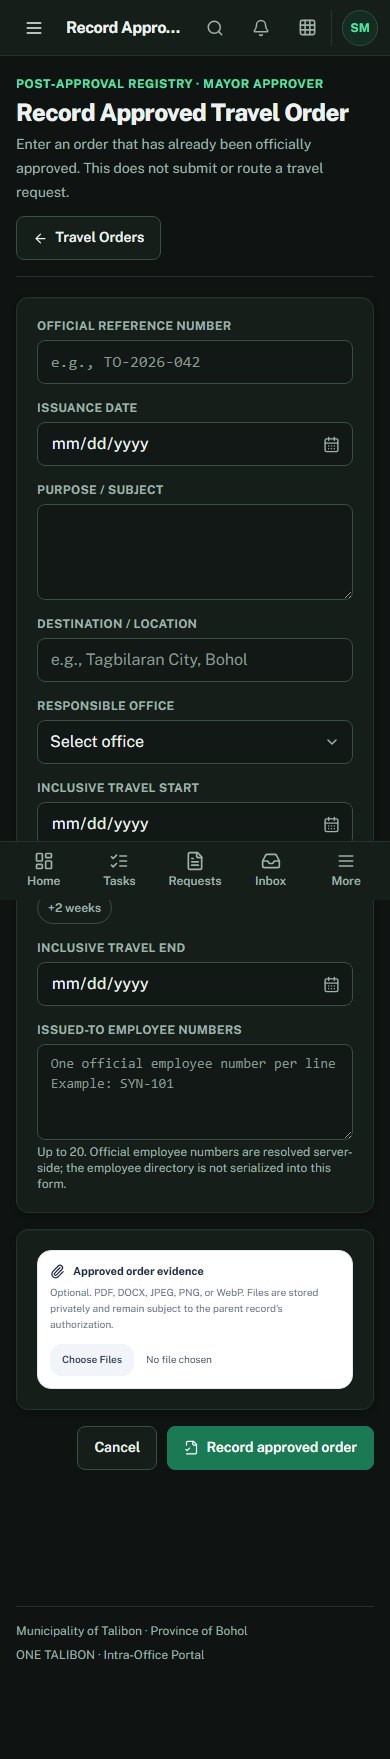 Record Appro...
SM
POST-APPROVAL REGISTRY · MAYOR APPROVER
Record Approved Travel Order
Enter an order that has already been officially
approved. This does not submit or route a travel
request.
Travel Orders
OFFICIAL REFERENCE NUMBER
e.g., TO-2026-042
ISSUANCE DATE
mm/dd/yyyy
PURPOSE / SUBJECT
DESTINATION / LOCATION
e.g., Tagbilaran City, Bohol
RESPONSIBLE OFFICE
Select office
INCLUSIVE TRAVEL START
mm/dd/yyyy
Home
Tasks
Requests
Inbox
More
+2 weeks
INCLUSIVE TRAVEL END
mm/dd/yyyy
ISSUED-TO EMPLOYEE NUMBERS
One official employee number per line
Example: SYN-101
Up to 20. Official employee numbers are resolved server-
side; the employee directory is not serialized into this
form.
Approved order evidence
Optional. PDF, DOCX, JPEG, PNG, or WebP. Files are stored
privately and remain subject to the parent record's
authorization.
Choose Files
No file chosen
Cancel
Record approved order
Municipality of Talibon · Province of Bohol
ONE TALIBON · Intra-Office Portal